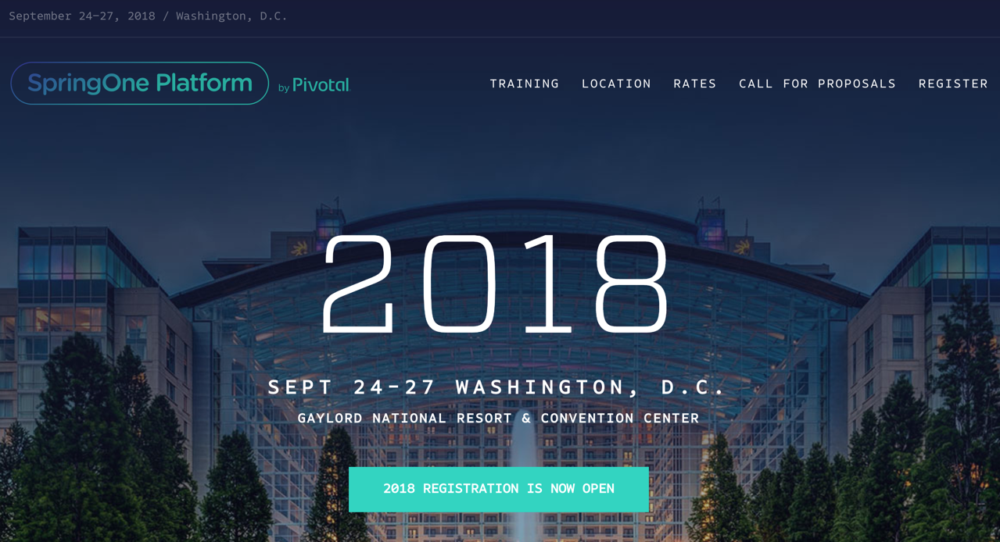 September 24-27, 2018 / Washington, D.C.
SpringOne Platform by Pivotal
TRAINING LOCATION RATES CALL FOR PROPOSALS REGISTER
2018
SEPT 24-27 WASHINGTON, D.C.
GAYLORD NATIONAL RESORT & CONVENTION CENTER
2018 REGISTRATION IS NOW OPEN